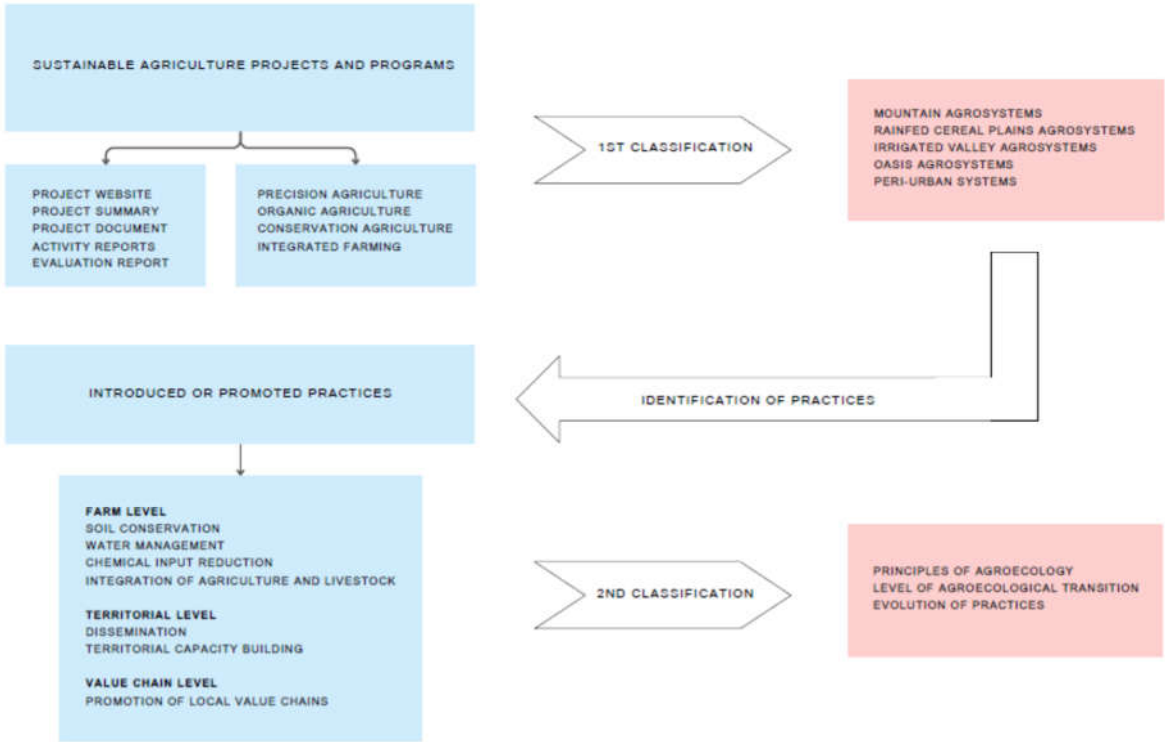 SUSTAINABLE AGRICULTURE PROJECTS AND PROGRAMS
PROJECT WEBSITE
PROJECT SUMMARY
PROJECT DOCUMENT
ACTIVITY REPORTS
EVALUATION REPORT
PRECISION AGRICULTURE
ORGANIC AGRICULTURE
CONSERVATION AGRICULTURE
INTEGRATED FARMING
1ST CLASSIFICATION
MOUNTAIN AGROSYSTEMS
RAINFED CEREAL PLAINS AGROSYSTEMS
IRRIGATED VALLEY AGROSYSTEMS
OASIS AGROSYSTEMS
PERI-URBAN SYSTEMS
IDENTIFICATION OF PRACTICES
INTRODUCED OR PROMOTED PRACTICES
FARM LEVEL
SOIL CONSERVATION
WATER MANAGEMENT
CHEMICAL INPUT REDUCTION
INTEGRATION OF AGRICULTURE AND LIVESTOCK
TERRITORIAL LEVEL
DISSEMINATION
TERRITORIAL CAPACITY BUILDING
VALUE CHAIN LEVEL
PROMOTION OF LOCAL VALUE CHAINS
2ND CLASSIFICATION
PRINCIPLES OF AGROECOLOGY
LEVEL OF AGROECOLOGICAL TRANSITION
EVOLUTION OF PRACTICES